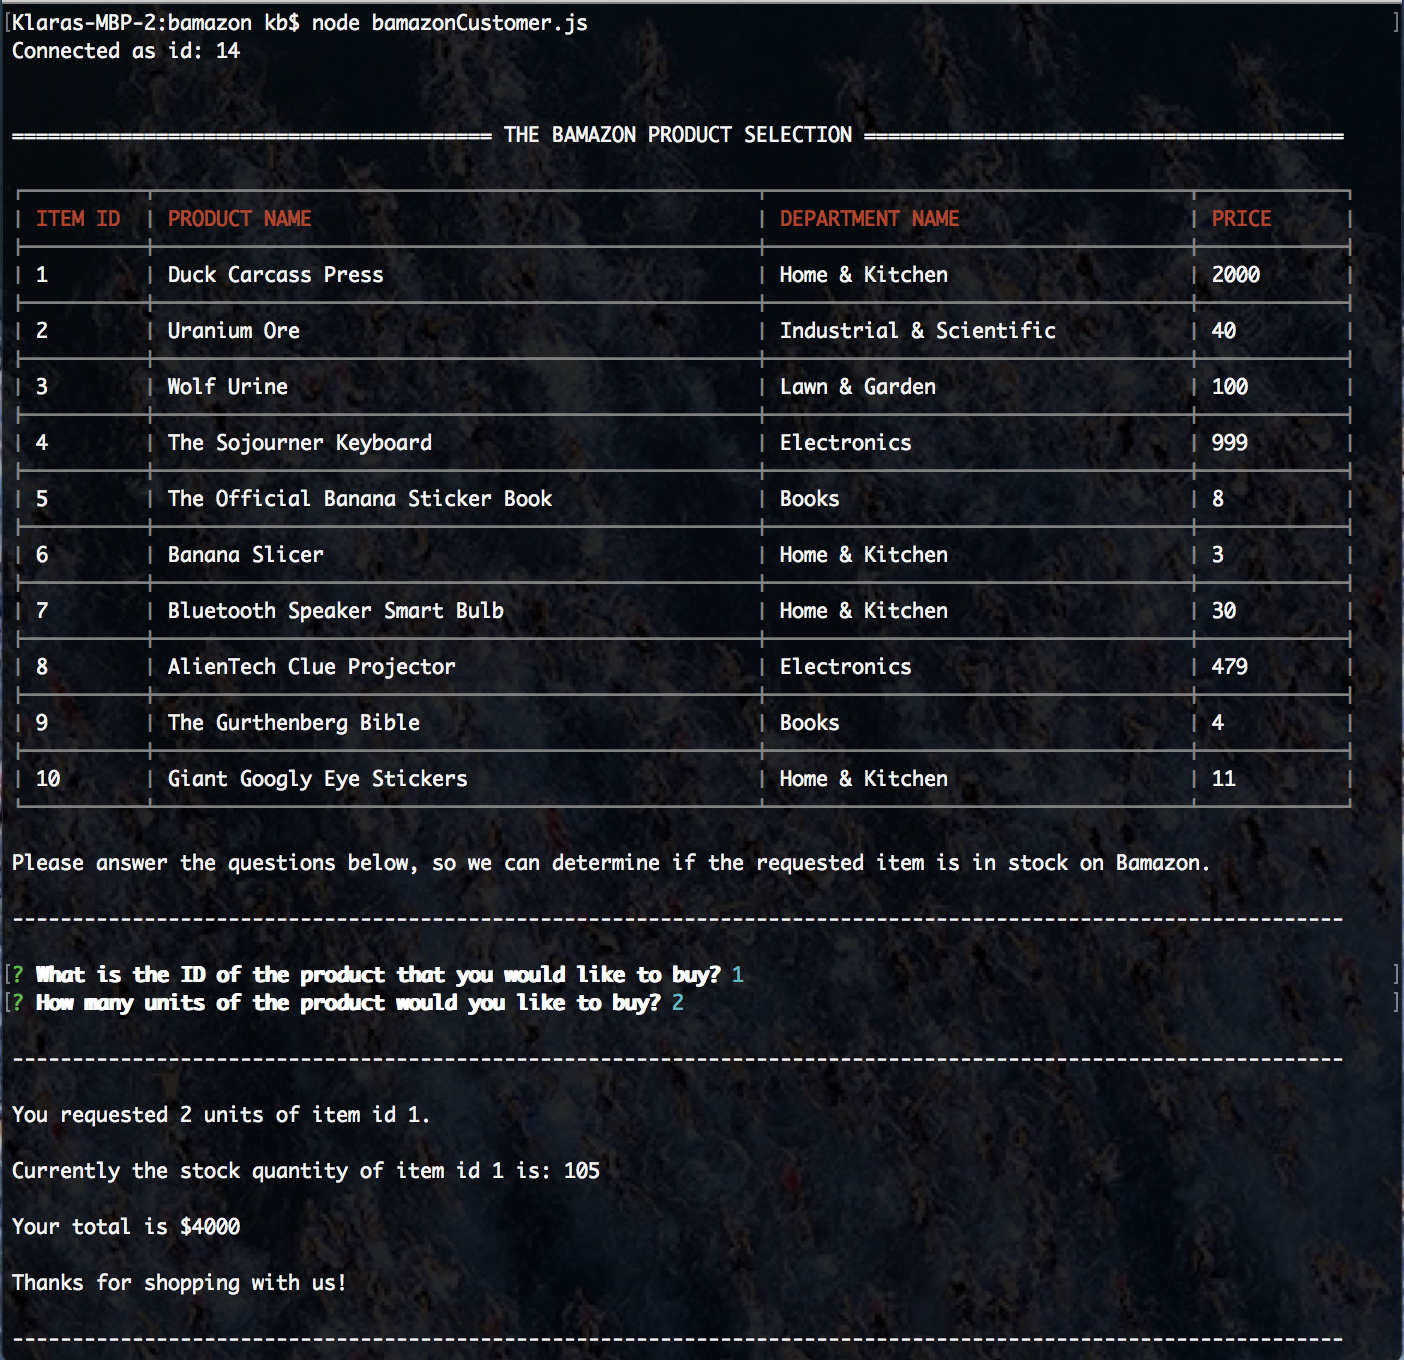 [Klaras-MBP-2:bamazon kb$ node bamazonCustomer.js ]
Connected as id: 14
======================================== THE BAMAZON PRODUCT SELECTION ========================================
| ITEM ID | PRODUCT NAME | DEPARTMENT NAME | PRICE |
| 1 | Duck Carcass Press | Home & Kitchen | 2000 |
| 2 | Uranium Ore | Industrial & Scientific | 40 |
| 3 | Wolf Urine | Lawn & Garden | 100 |
| 4 | The Sojourner Keyboard | Electronics | 999 |
| 5 | The Official Banana Sticker Book | Books | 8 |
| 6 | Banana Slicer | Home & Kitchen | 3 |
| 7 | Bluetooth Speaker Smart Bulb | Home & Kitchen | 30 |
| 8 | AlienTech Clue Projector | Electronics | 479 |
| 9 | The Gurthenberg Bible | Books | 4 |
| 10 | Giant Googly Eye Stickers | Home & Kitchen | 11 |
Please answer the questions below, so we can determine if the requested item is in stock on Bamazon.
---------------------------------------------------------------------------------------------------------------
[? What is the ID of the product that you would like to buy? 1 ]
[? How many units of the product would you like to buy? 2 ]
---------------------------------------------------------------------------------------------------------------
You requested 2 units of item id 1.
Currently the stock quantity of item id 1 is: 105
Your total is $4000
Thanks for shopping with us!
---------------------------------------------------------------------------------------------------------------